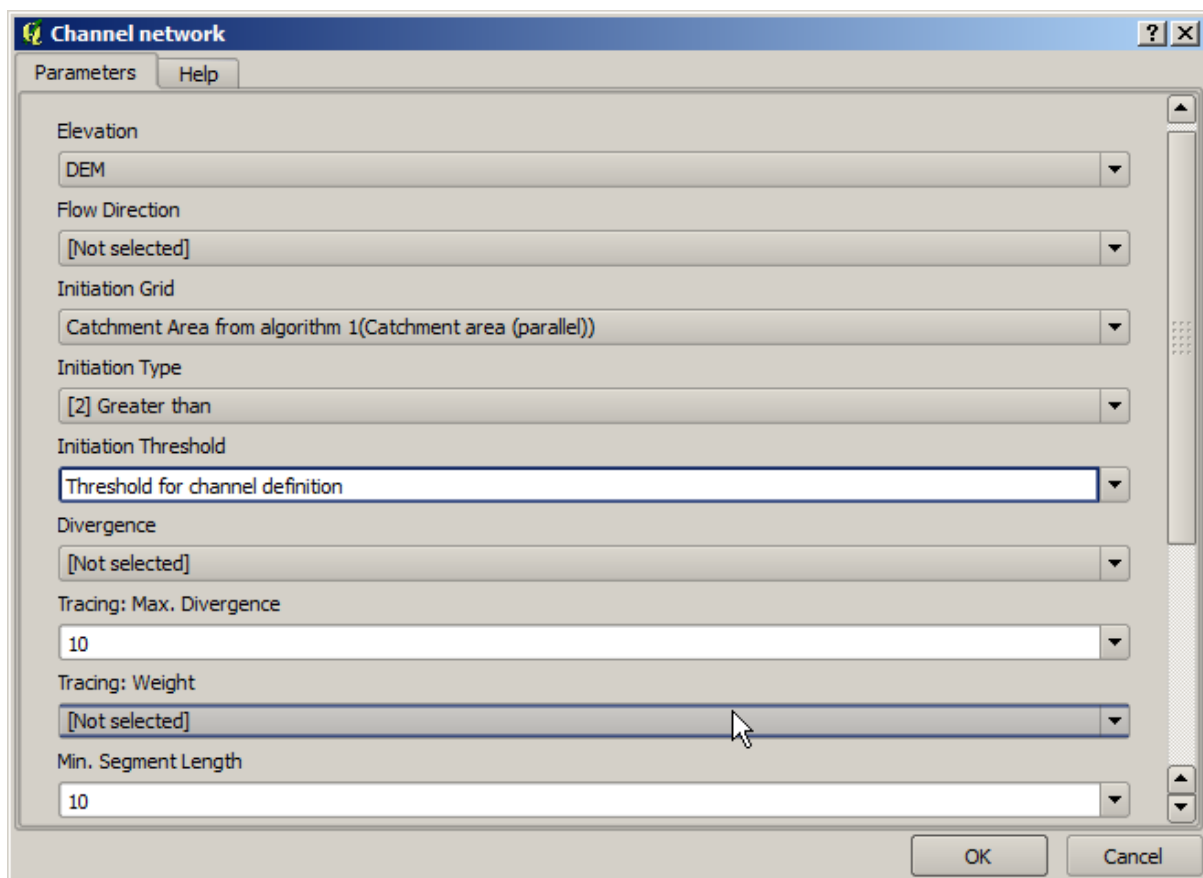 Channel network
Parameters Help
Elevation
DEM
Flow Direction
[Not selected]
Initiation Grid
Catchment Area from algorithm 1(Catchment area (parallel))
Initiation Type
[2] Greater than
Initiation Threshold
Threshold for channel definition
Divergence
[Not selected]
Tracing: Max. Divergence
10
Tracing: Weight
[Not selected]
Min. Segment Length
10
OK Cancel